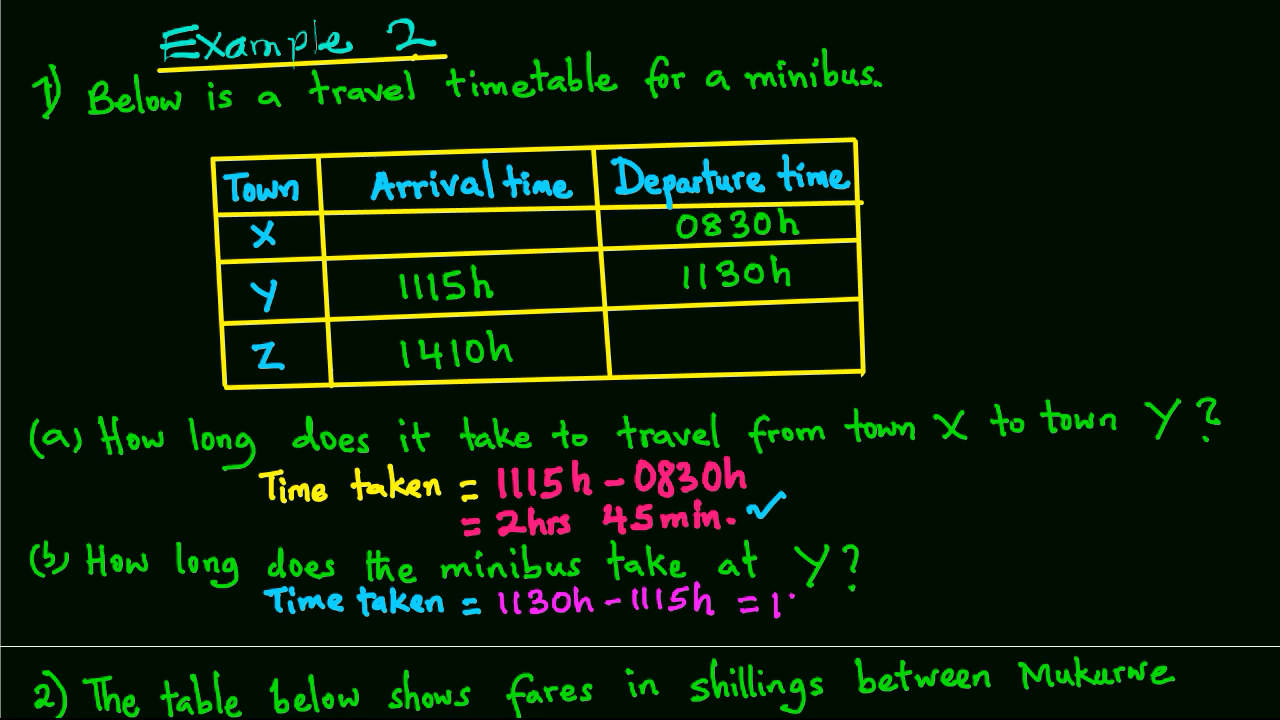 Example 2
1) Below is a travel timetable for a minibus.
Town Arrival time Departure time
X 0830h
Y 1115h 1130h
Z 1410h
(a) How long does it take to travel from town X to town Y?
Time taken = 1115h - 0830h
= 2hrs 45min. ✓
(b) How long does the minibus take at Y?
Time taken = 1130h - 1115h = 1
2) The table below shows fares in shillings between Mukurwe